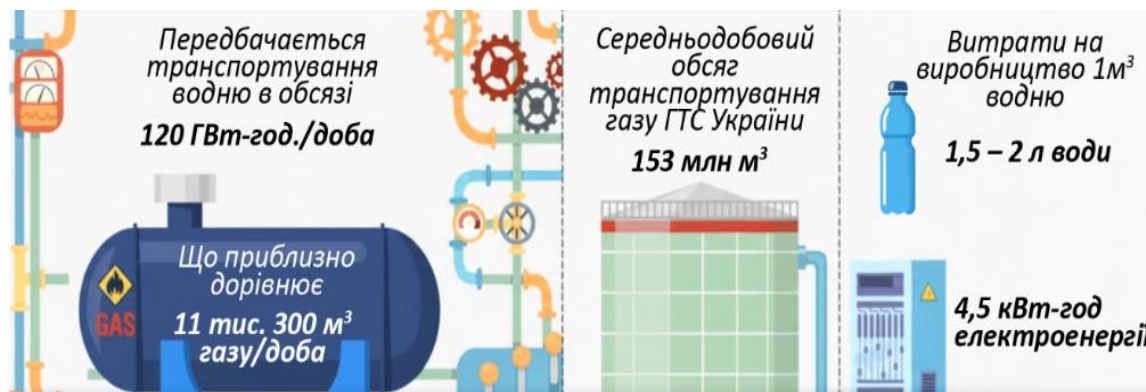 Передбачається
транспортування
водню в обсязі
120 ГВт-год./доба
Що приблизно
дорівнює
11 тис. 300 м³
газу/доба
GAS
Середньодобовий
обсяг
транспортування
газу ГТС України
153 млн м³
Витрати на
виробництво 1м³
водню
1,5 – 2 л води
4,5 кВт-год
електроенергії